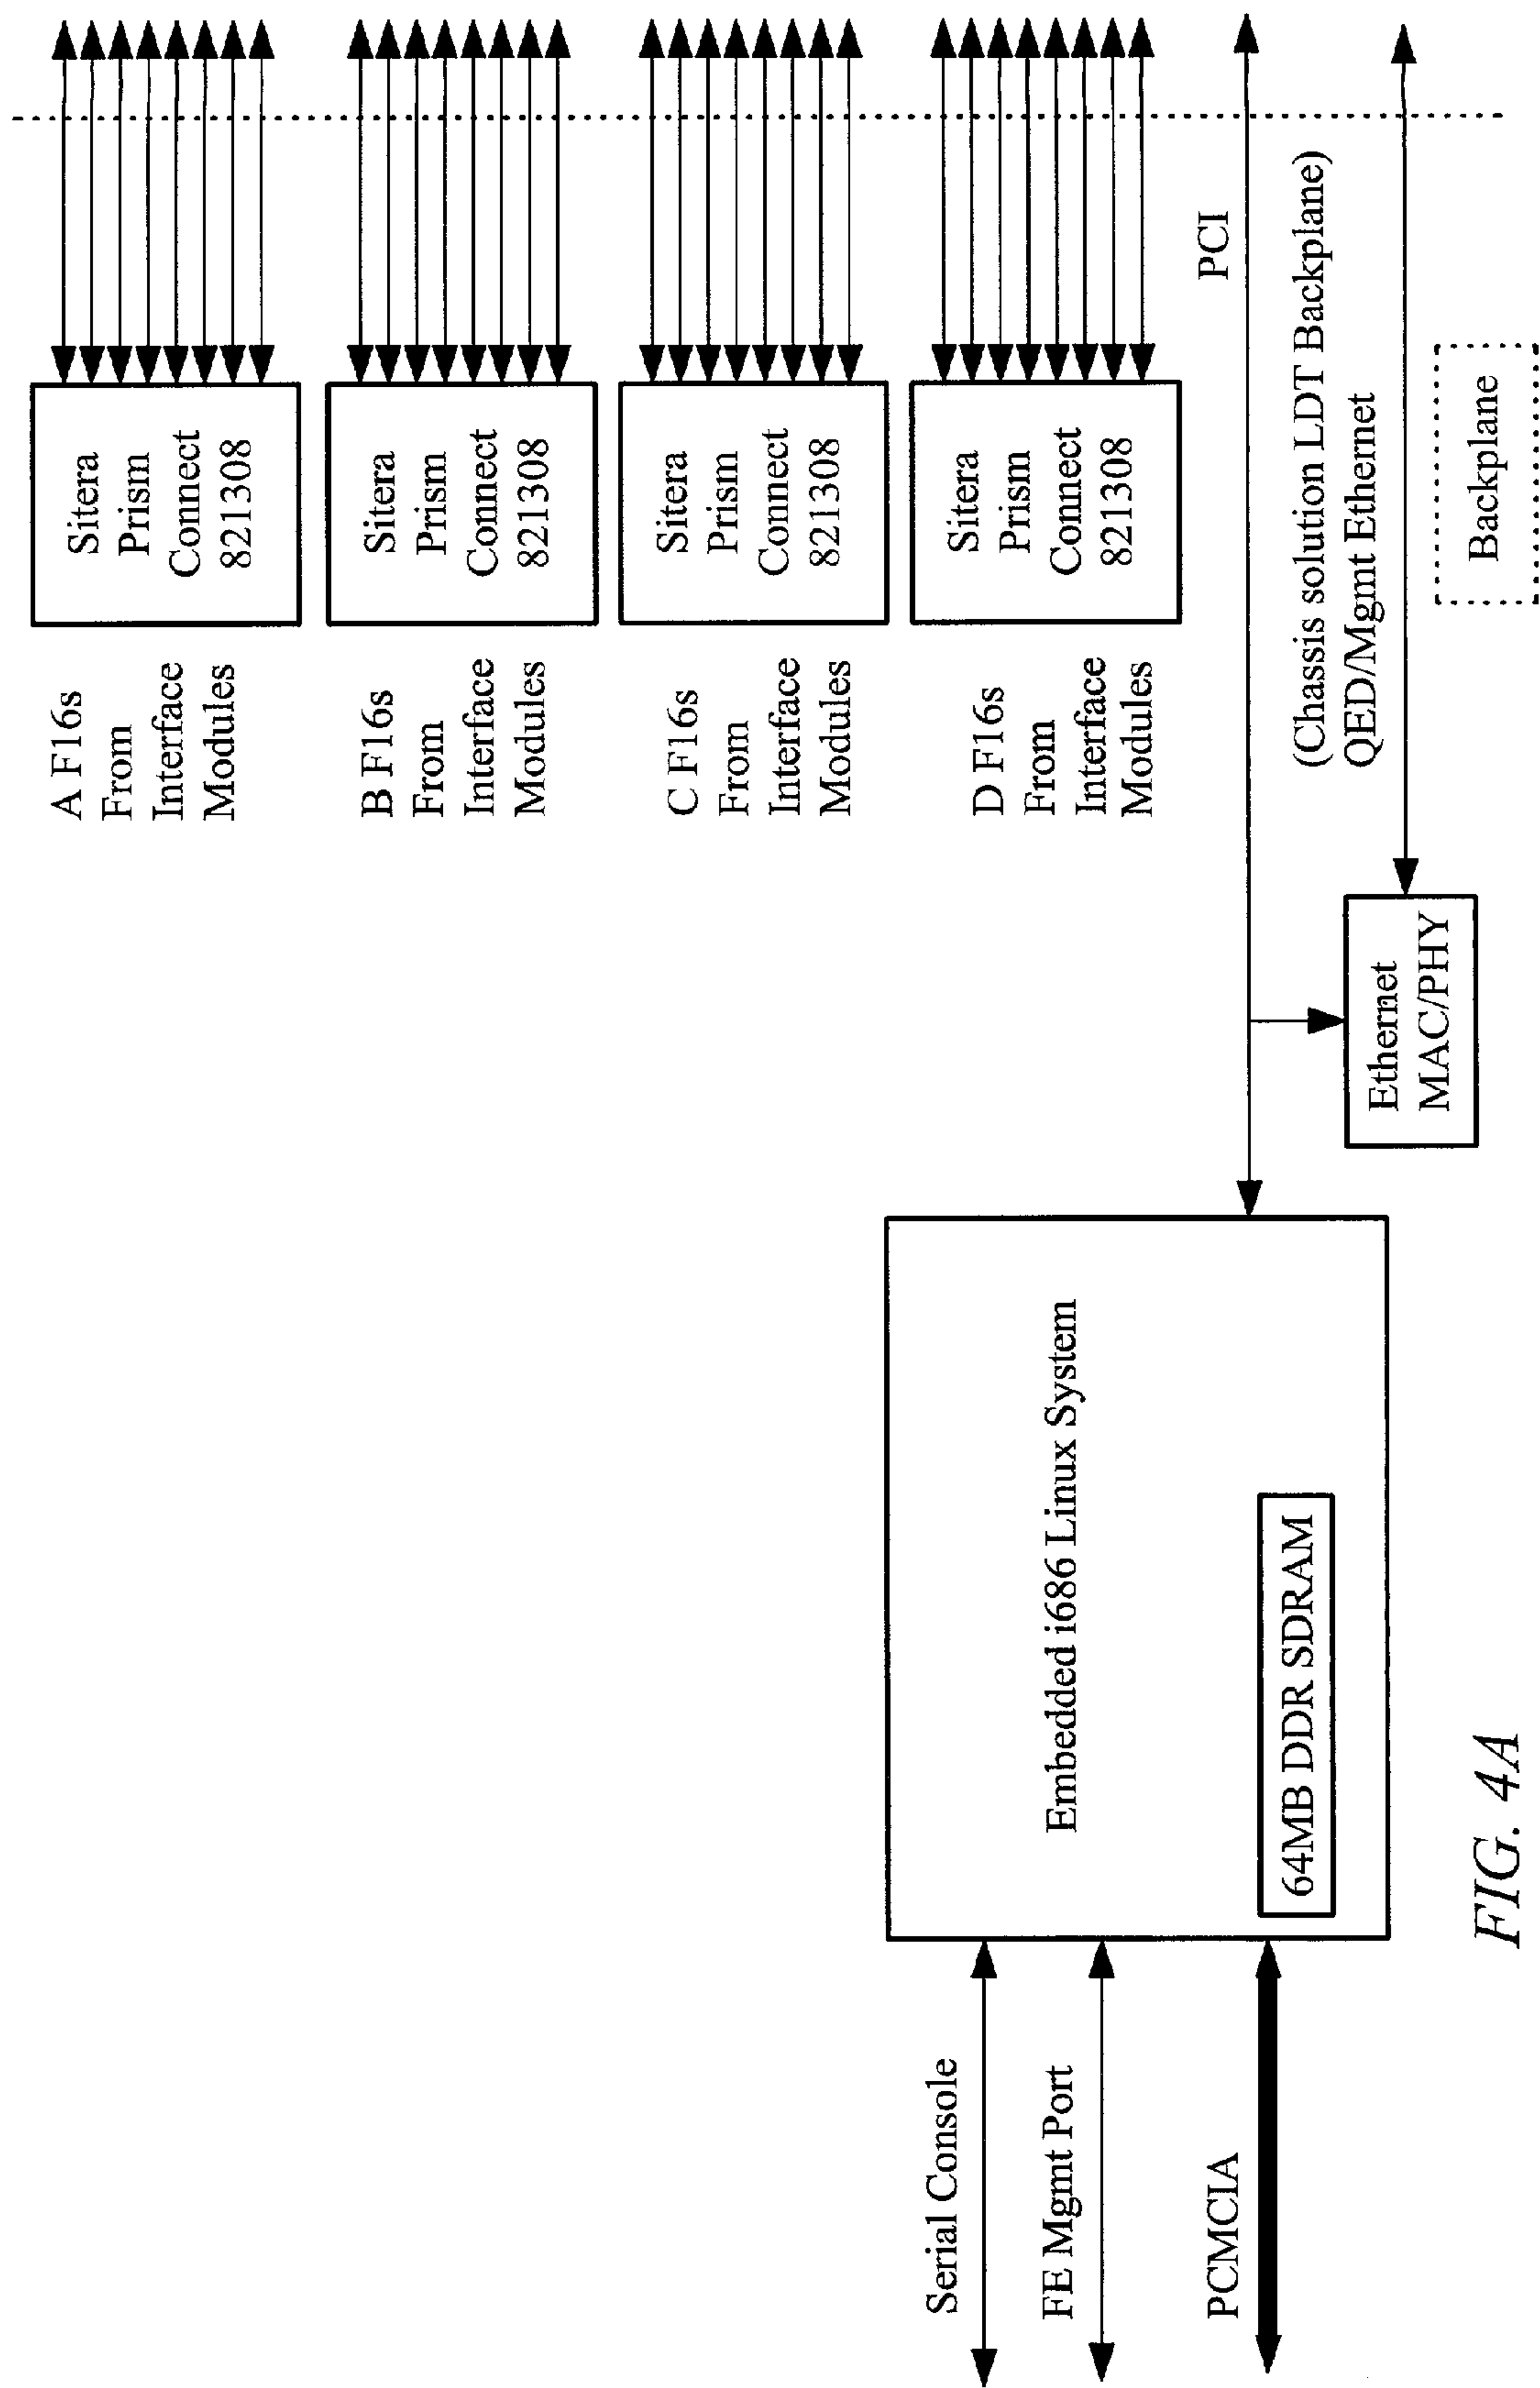 A F16s
From
Interface
Modules
Sitera
Prism
Connect
821308
B F16s
From
Interface
Modules
Sitera
Prism
Connect
821308
C F16s
From
Interface
Modules
Sitera
Prism
Connect
821308
D F16s
From
Interface
Modules
Sitera
Prism
Connect
821308
Serial Console
FE Mgmt Port
PCMCIA
Embedded i686 Linux System
64MB DDR SDRAM
PCI
(Chassis solution LDT Backplane)
QED/Mgmt Ethernet
Ethernet
MAC/PHY
Backplane
FIG. 4A